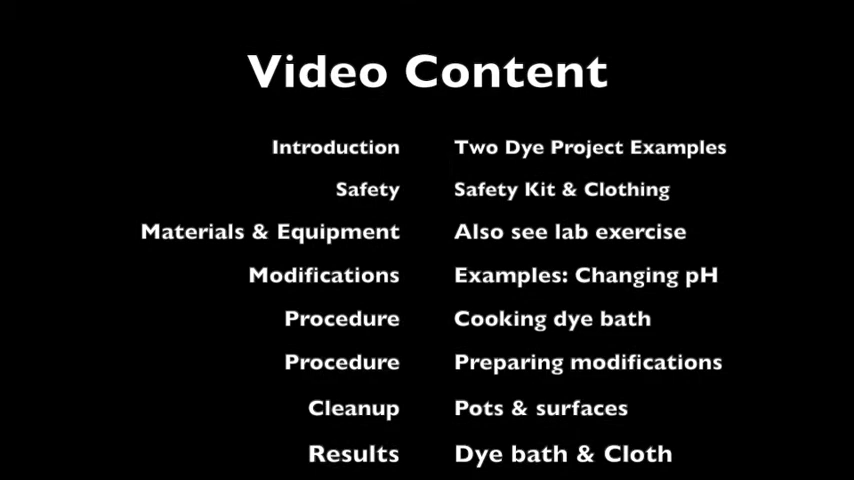 Video Content
Introduction Two Dye Project Examples
Safety Safety Kit & Clothing
Materials & Equipment Also see lab exercise
Modifications Examples: Changing pH
Procedure Cooking dye bath
Procedure Preparing modifications
Cleanup Pots & surfaces
Results Dye bath & Cloth